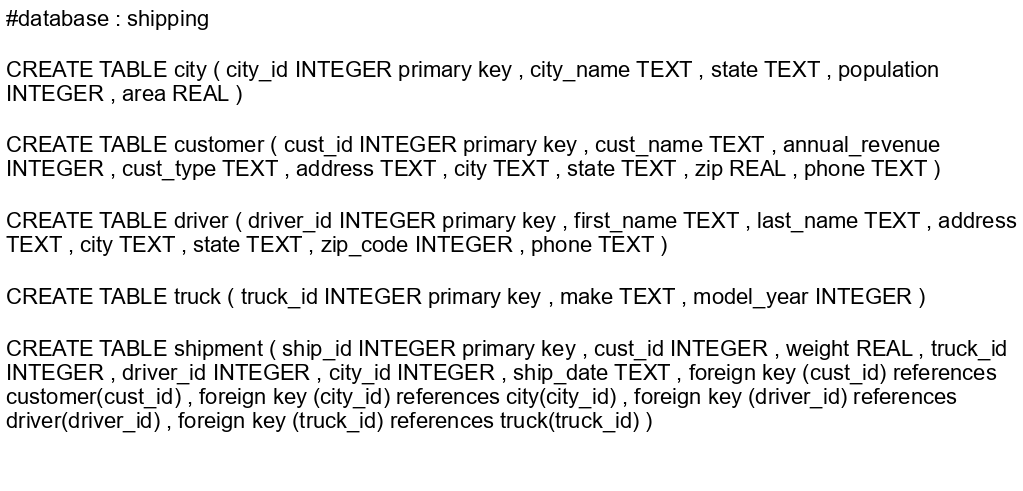 #database : shipping
CREATE TABLE city ( city_id INTEGER primary key , city_name TEXT , state TEXT , population
INTEGER , area REAL )
CREATE TABLE customer ( cust_id INTEGER primary key , cust_name TEXT , annual_revenue
INTEGER , cust_type TEXT , address TEXT , city TEXT , state TEXT , zip REAL , phone TEXT )
CREATE TABLE driver ( driver_id INTEGER primary key , first_name TEXT , last_name TEXT , address
TEXT , city TEXT , state TEXT , zip_code INTEGER , phone TEXT )
CREATE TABLE truck ( truck_id INTEGER primary key , make TEXT , model_year INTEGER )
CREATE TABLE shipment ( ship_id INTEGER primary key , cust_id INTEGER , weight REAL , truck_id
INTEGER , driver_id INTEGER , city_id INTEGER , ship_date TEXT , foreign key (cust_id) references
customer(cust_id) , foreign key (city_id) references city(city_id) , foreign key (driver_id) references
driver(driver_id) , foreign key (truck_id) references truck(truck_id) )